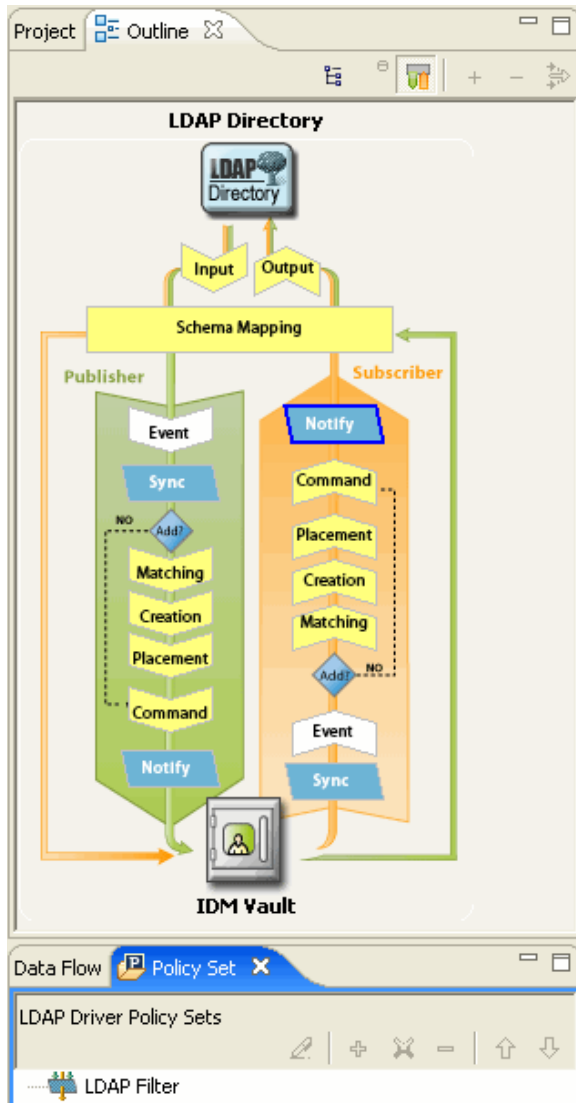 Project
Outline
LDAP Directory
LDAP
Directory
Input
Output
Schema Mapping
Publisher
Subscriber
Event
Sync
NO
Add?
Matching
Creation
Placement
Command
Notify
Notify
Command
Placement
Creation
Matching
Add?
NO
Event
Sync
IDM Vault
Data Flow
P
Policy Set
LDAP Driver Policy Sets
LDAP Filter